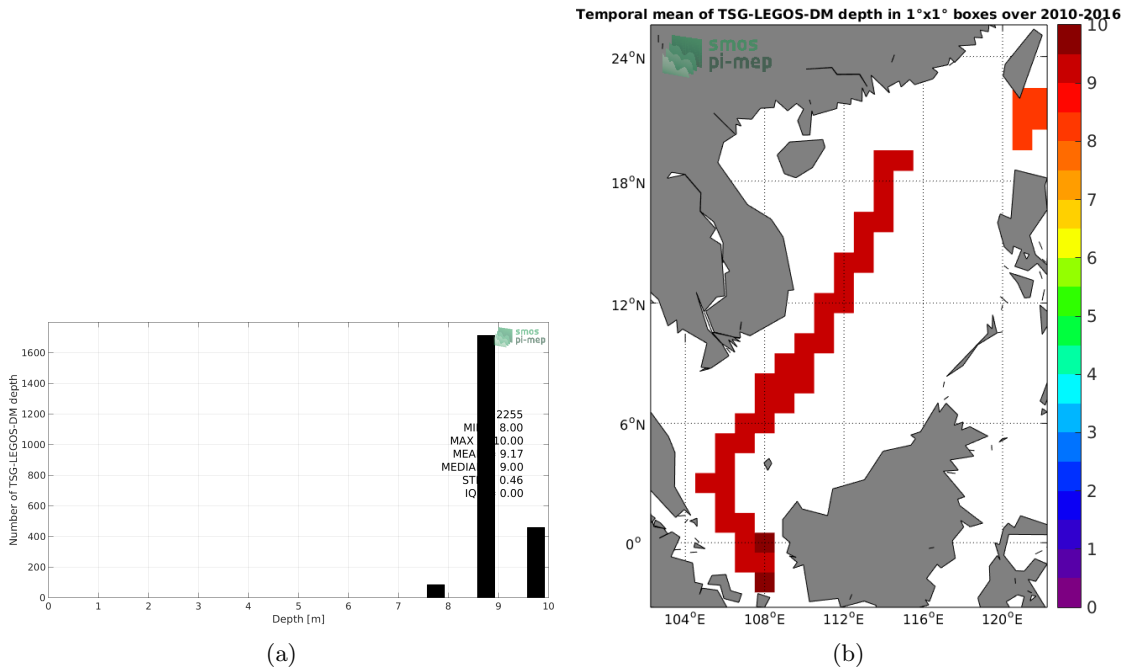 Temporal mean of TSG-LEGOS-DM depth in 1°x1° boxes over 2010-2016
smos
pi-mep
24°N
18°N
12°N
6°N
0°
104°E 108°E 112°E 116°E 120°E
10
9
8
7
6
5
4
3
2
1
0
smos
pi-mep
2255
8.00
MAX 10.00
9.17
9.00
0.46
0.00
1600
1400
1200
1000
800
600
400
200
0
0 1 2 3 4 5 6 7 8 9 10
Number of TSG-LEGOS-DM depth
Depth [m]
(a)
(b)